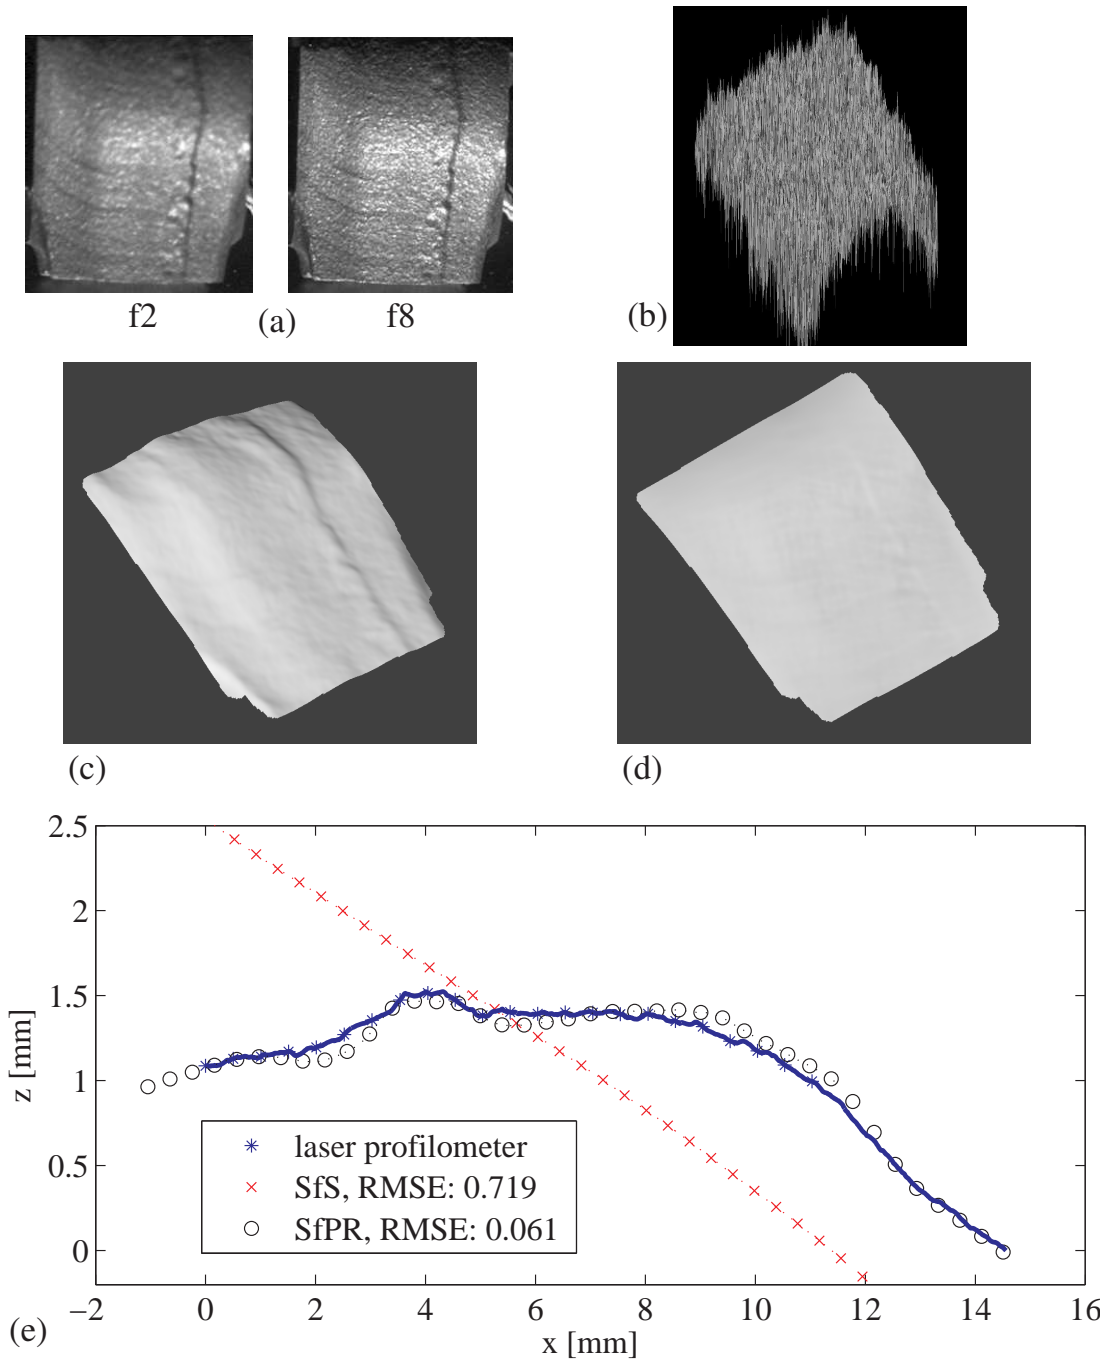 f2
(a)
f8
(b)
(c)
(d)
2.5
2
1.5
1
0.5
0
z [mm]
laser profilometer
SfS, RMSE: 0.719
SfPR, RMSE: 0.061
−2 0 2 4 6 8 10 12 14 16
x [mm]
(e)